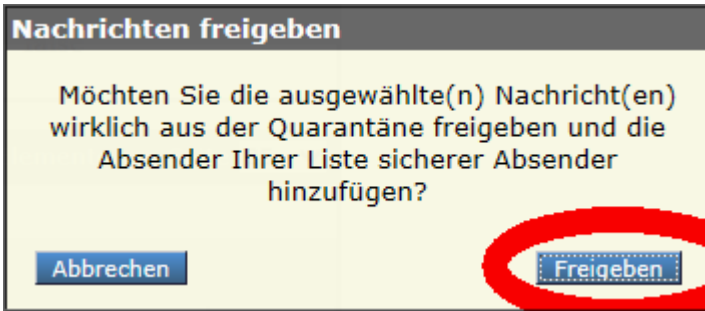 Nachrichten freigeben
Möchten Sie die ausgewählte(n) Nachricht(en)
wirklich aus der Quarantäne freigeben und die
Absender Ihrer Liste sicherer Absender
hinzufügen?
Abbrechen Freigeben